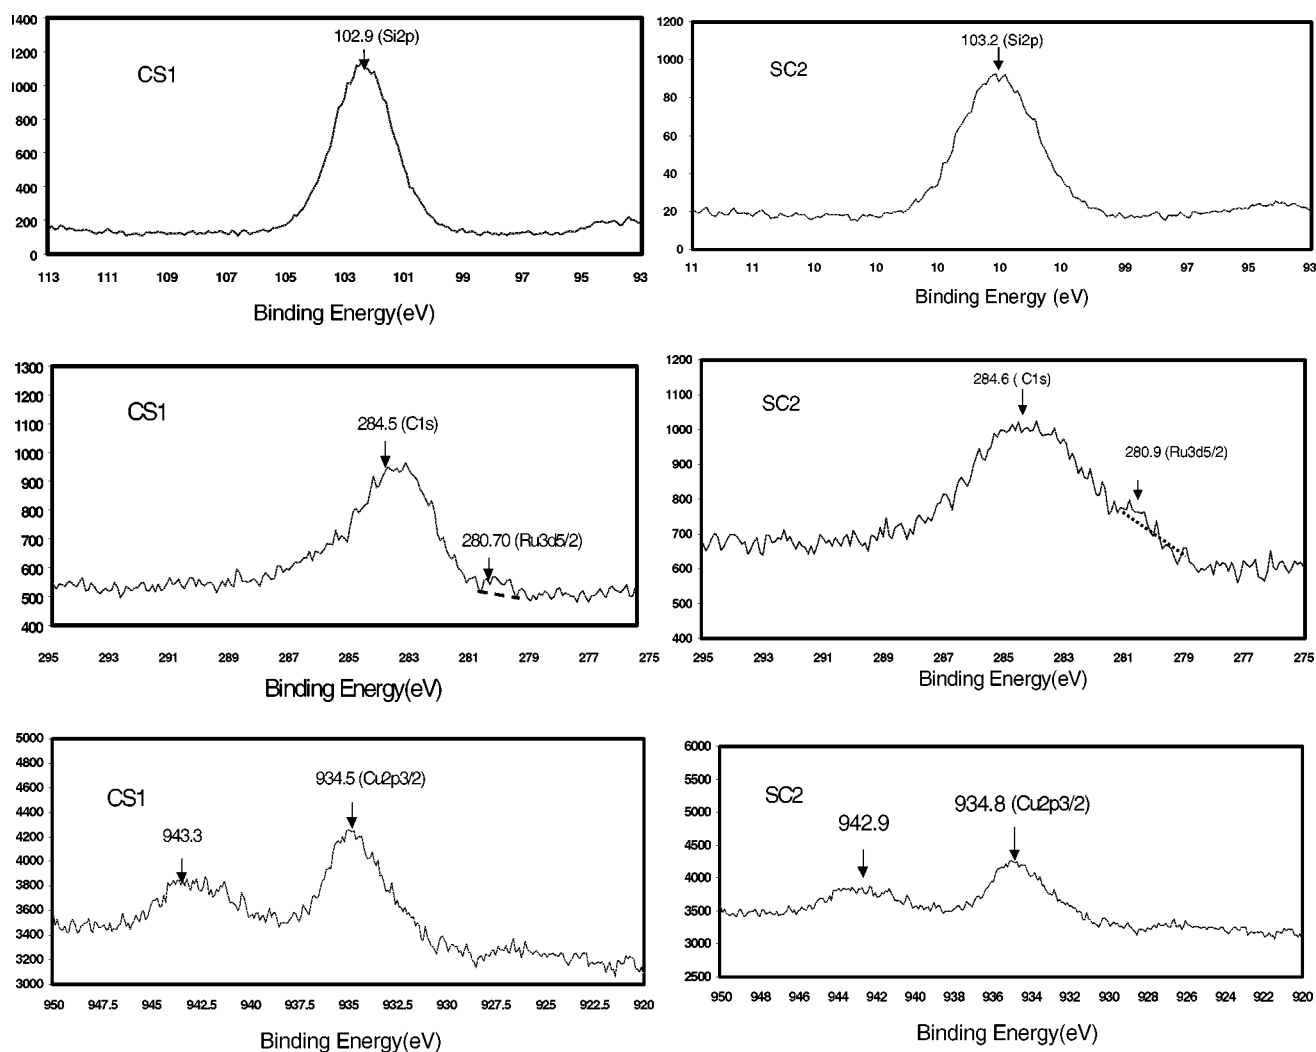 1400
1200
1000
800
600
400
200
0
CS1
102.9 (Si2p)
113 111 109 107 105 103 101 99 97 95 93
Binding Energy(eV)
1200
1000
80
60
40
20
0
SC2
103.2 (Si2p)
11 11 10 10 10 10 10 99 97 95 93
Binding Energy (eV)
1300
1200
1100
1000
900
800
700
600
500
400
CS1
284.5 (C1s)
280.70 (Ru3d5/2)
295 293 291 289 287 285 283 281 279 277 275
Binding Energy(eV)
1200
1100
1000
900
800
700
600
500
400
SC2
284.6 ( C1s)
280.9 (Ru3d5/2)
295 293 291 289 287 285 283 281 279 277 275
Binding Energy(eV)
5000
4800
4600
4400
4200
4000
3800
3600
3400
3200
3000
CS1
943.3
934.5 (Cu2p3/2)
950 947.5 945 942.5 940 937.5 935 932.5 930 927.5 925 922.5 920
Binding Energy(eV)
6000
5500
5000
4500
4000
3500
3000
2500
SC2
942.9
934.8 (Cu2p3/2)
950 948 946 944 942 940 938 936 934 932 930 928 926 924 922 920
Binding Energy(eV)